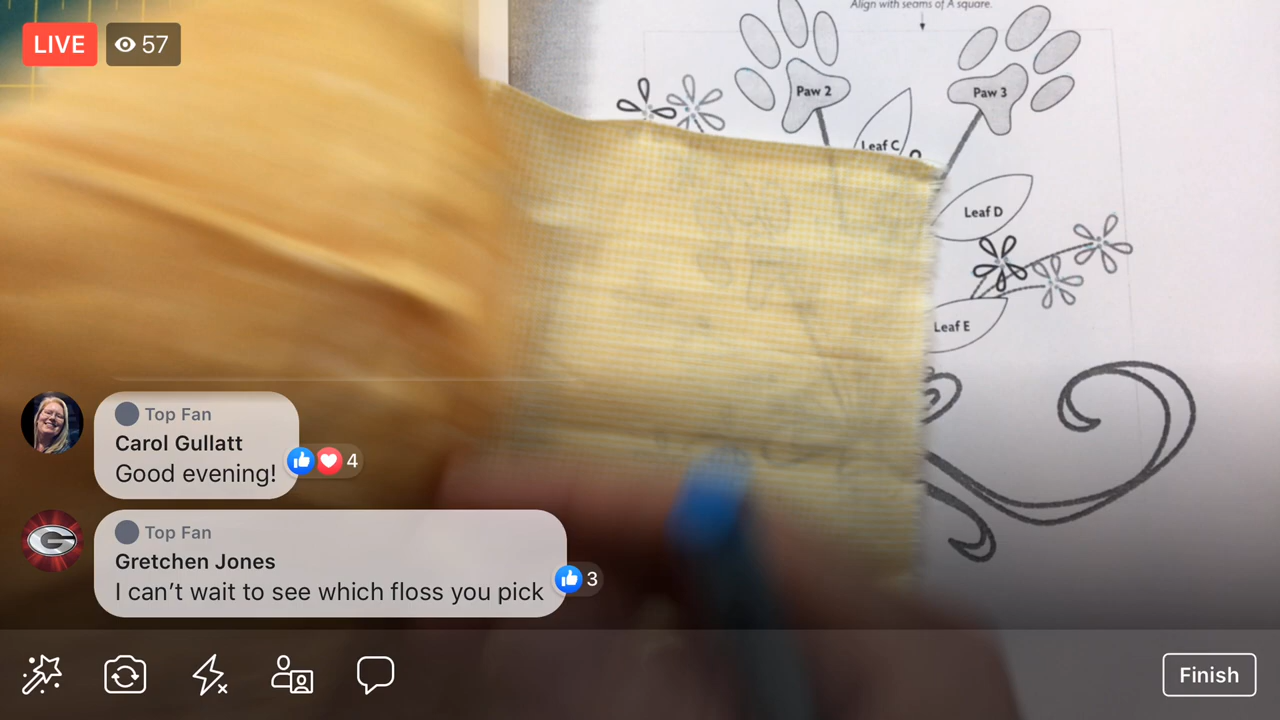 LIVE
57
Align with seams of A square.
Paw 2
Paw 3
Leaf C
Leaf D
Leaf E
Top Fan
Carol Gullatt
Good evening!
4
Top Fan
Gretchen Jones
I can't wait to see which floss you pick
3
Finish